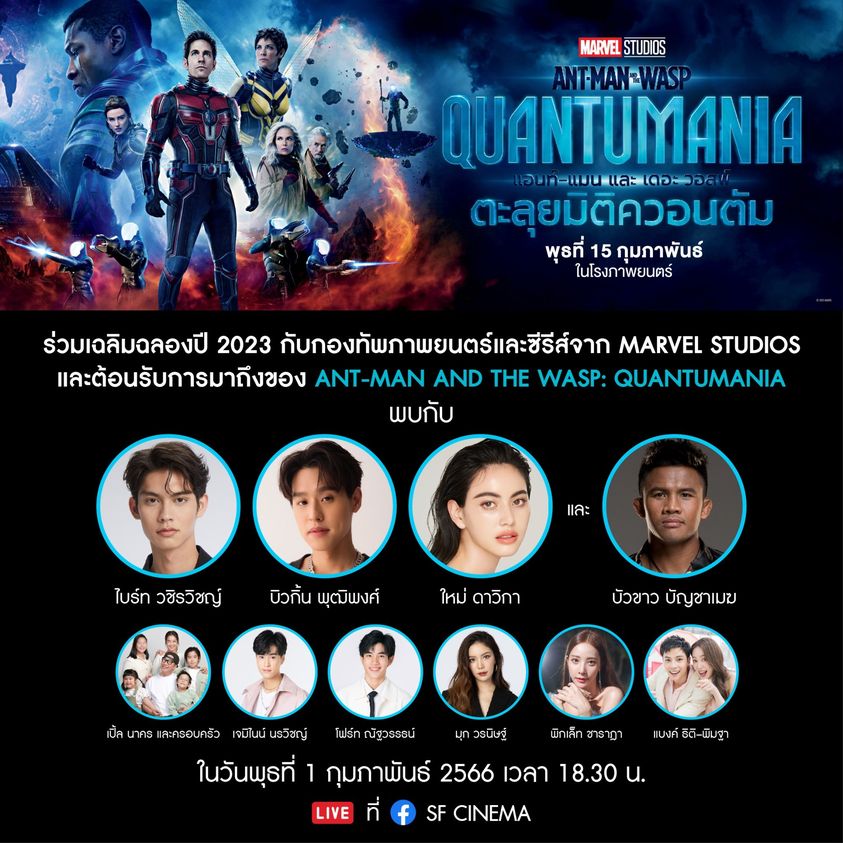 MARVEL STUDIOS
ANT-MAN AND THE WASP
QUANTUMANIA
แอนท์-แมน และ เดอะ วอสพ์
ตะลุยมิติควอนตัม
พุธที่ 15 กุมภาพันธ์
ในโรงภาพยนตร์
ร่วมเฉลิมฉลองปี 2023 กับกองทัพภาพยนตร์และซีรีส์จาก MARVEL STUDIOS
และต้อนรับการมาถึงของ ANT-MAN AND THE WASP: QUANTUMANIA
พบกับ
ไบร์ท วชิรวิชญ์ บิวกิ้น พุฒิพงศ์ ใหม่ ดาวิกา และ บัวขาว บัญชาเมฆ
เปิ้ล นาคร และครอบครัว เจมีไนน์ นรวิชญ์ โฟร์ท ณัฐวรรธน์ มุก วรนิษฐ์ พิกเล็ท ชาราฎา แบงค์ ธิติ-พิมฐา
ในวันพุธที่ 1 กุมภาพันธ์ 2566 เวลา 18.30 น.
LIVE ที่ f SF CINEMA